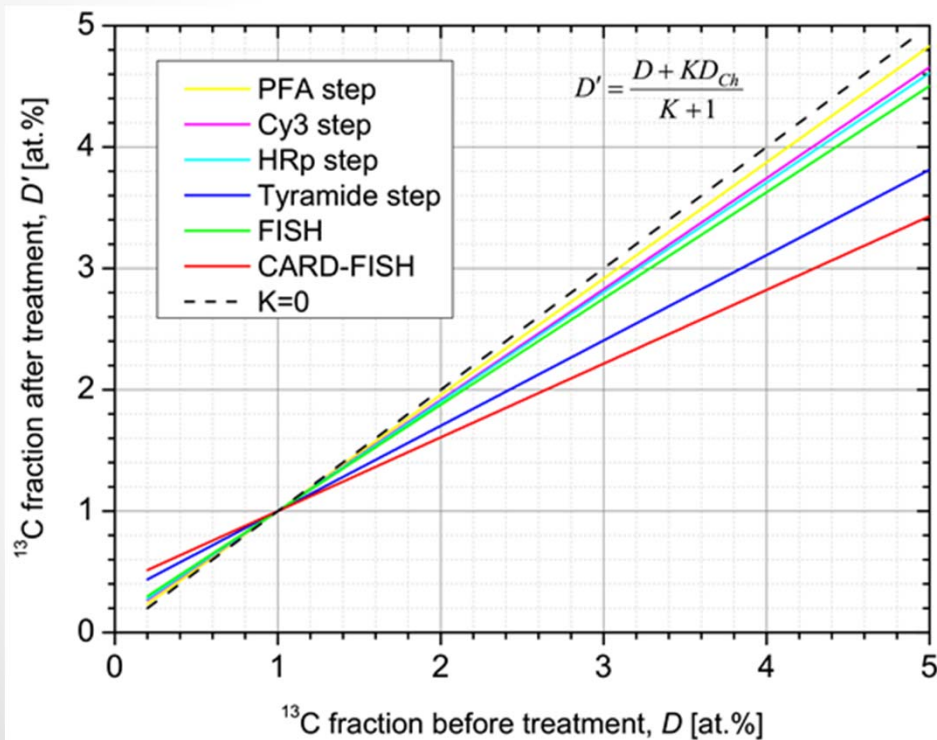 5
4
3
2
1
0
0 1 2 3 4 5
¹³C fraction after treatment, D' [at.%]
PFA step
Cy3 step
HRp step
Tyramide step
FISH
CARD-FISH
K=0
D' = (D + KD_Ch) / (K + 1)
¹³C fraction before treatment, D [at.%]